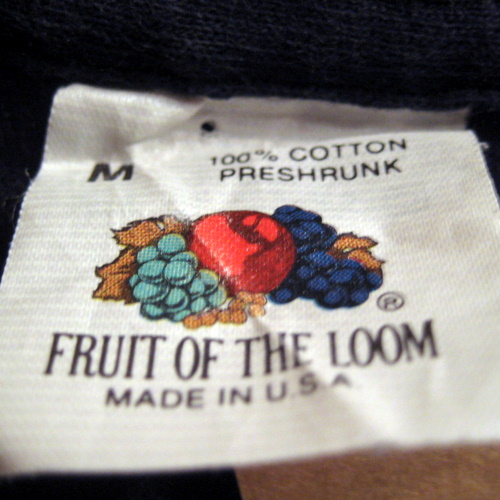 M
100% COTTON
PRESHRUNK
®
FRUIT OF THE LOOM
MADE IN U.S.A